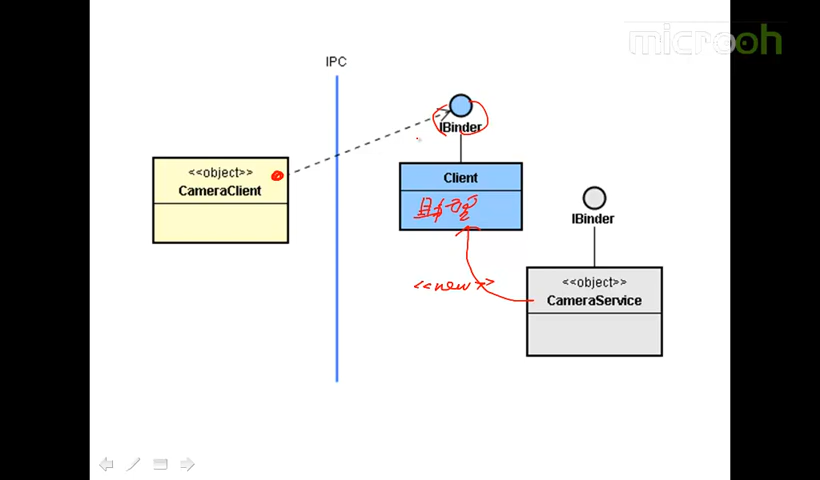 microoh
IPC
IBinder
<<object>>
CameraClient
Client
IBinder
<<new>>
<<object>>
CameraService